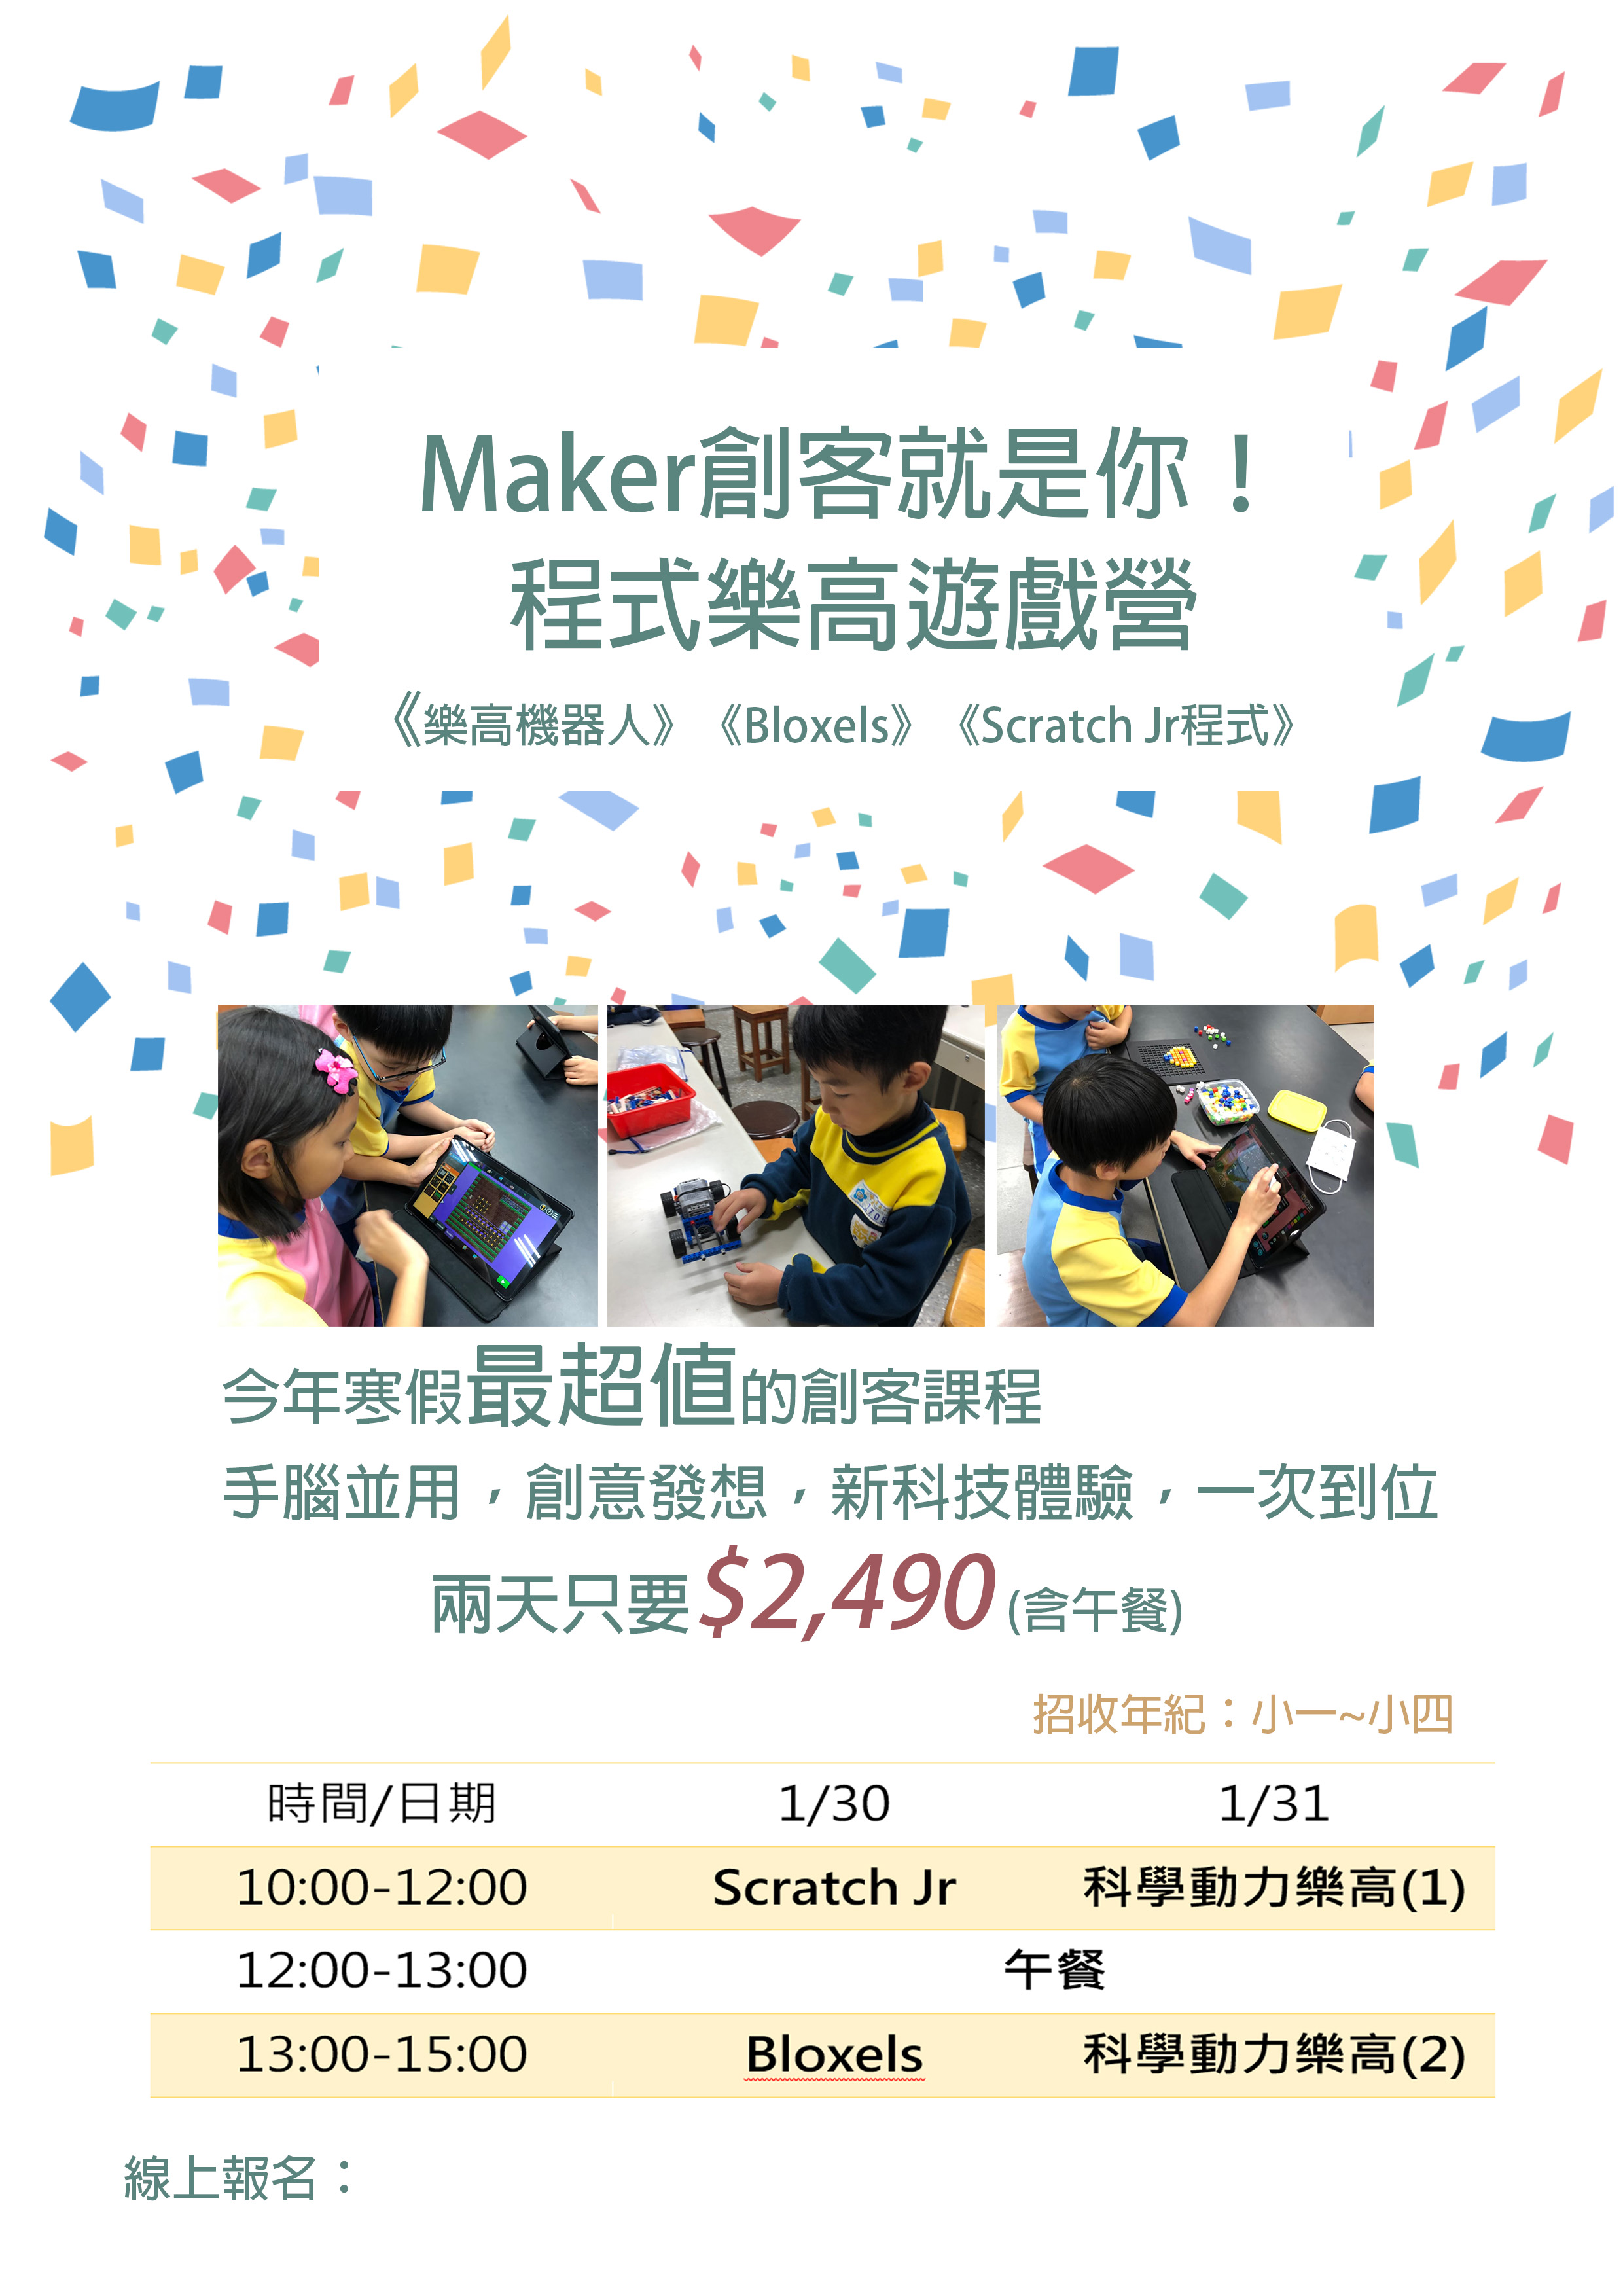 Maker創客就是你！
程式樂高遊戲營
《樂高機器人》 《Bloxels》 《Scratch Jr程式》
今年寒假最超值的創客課程
手腦並用，創意發想，新科技體驗，一次到位
兩天只要$2,490(含午餐)
招收年紀：小一~小四
時間/日期 1/30 1/31
10:00-12:00 Scratch Jr 科學動力樂高(1)
12:00-13:00 午餐
13:00-15:00 Bloxels 科學動力樂高(2)
線上報名：